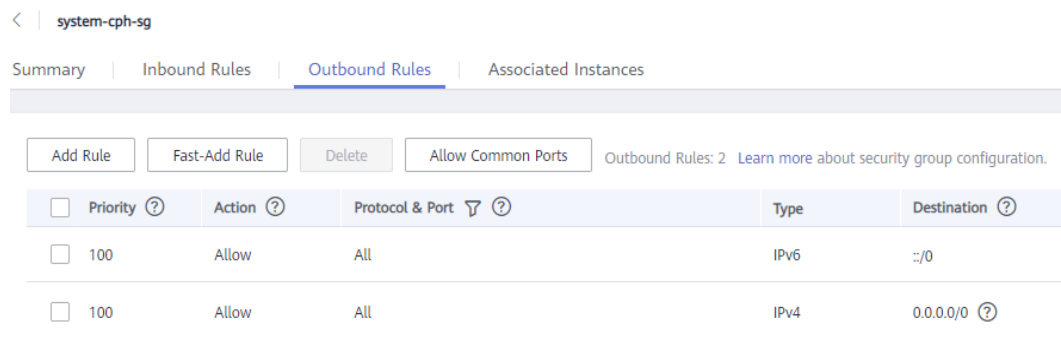 system-cph-sg
Summary Inbound Rules Outbound Rules Associated Instances
Add Rule Fast-Add Rule Delete Allow Common Ports Outbound Rules: 2 Learn more about security group configuration.
Priority ? Action ? Protocol & Port ? Type Destination ?
100 Allow All IPv6 ::/0
100 Allow All IPv4 0.0.0.0/0 ?